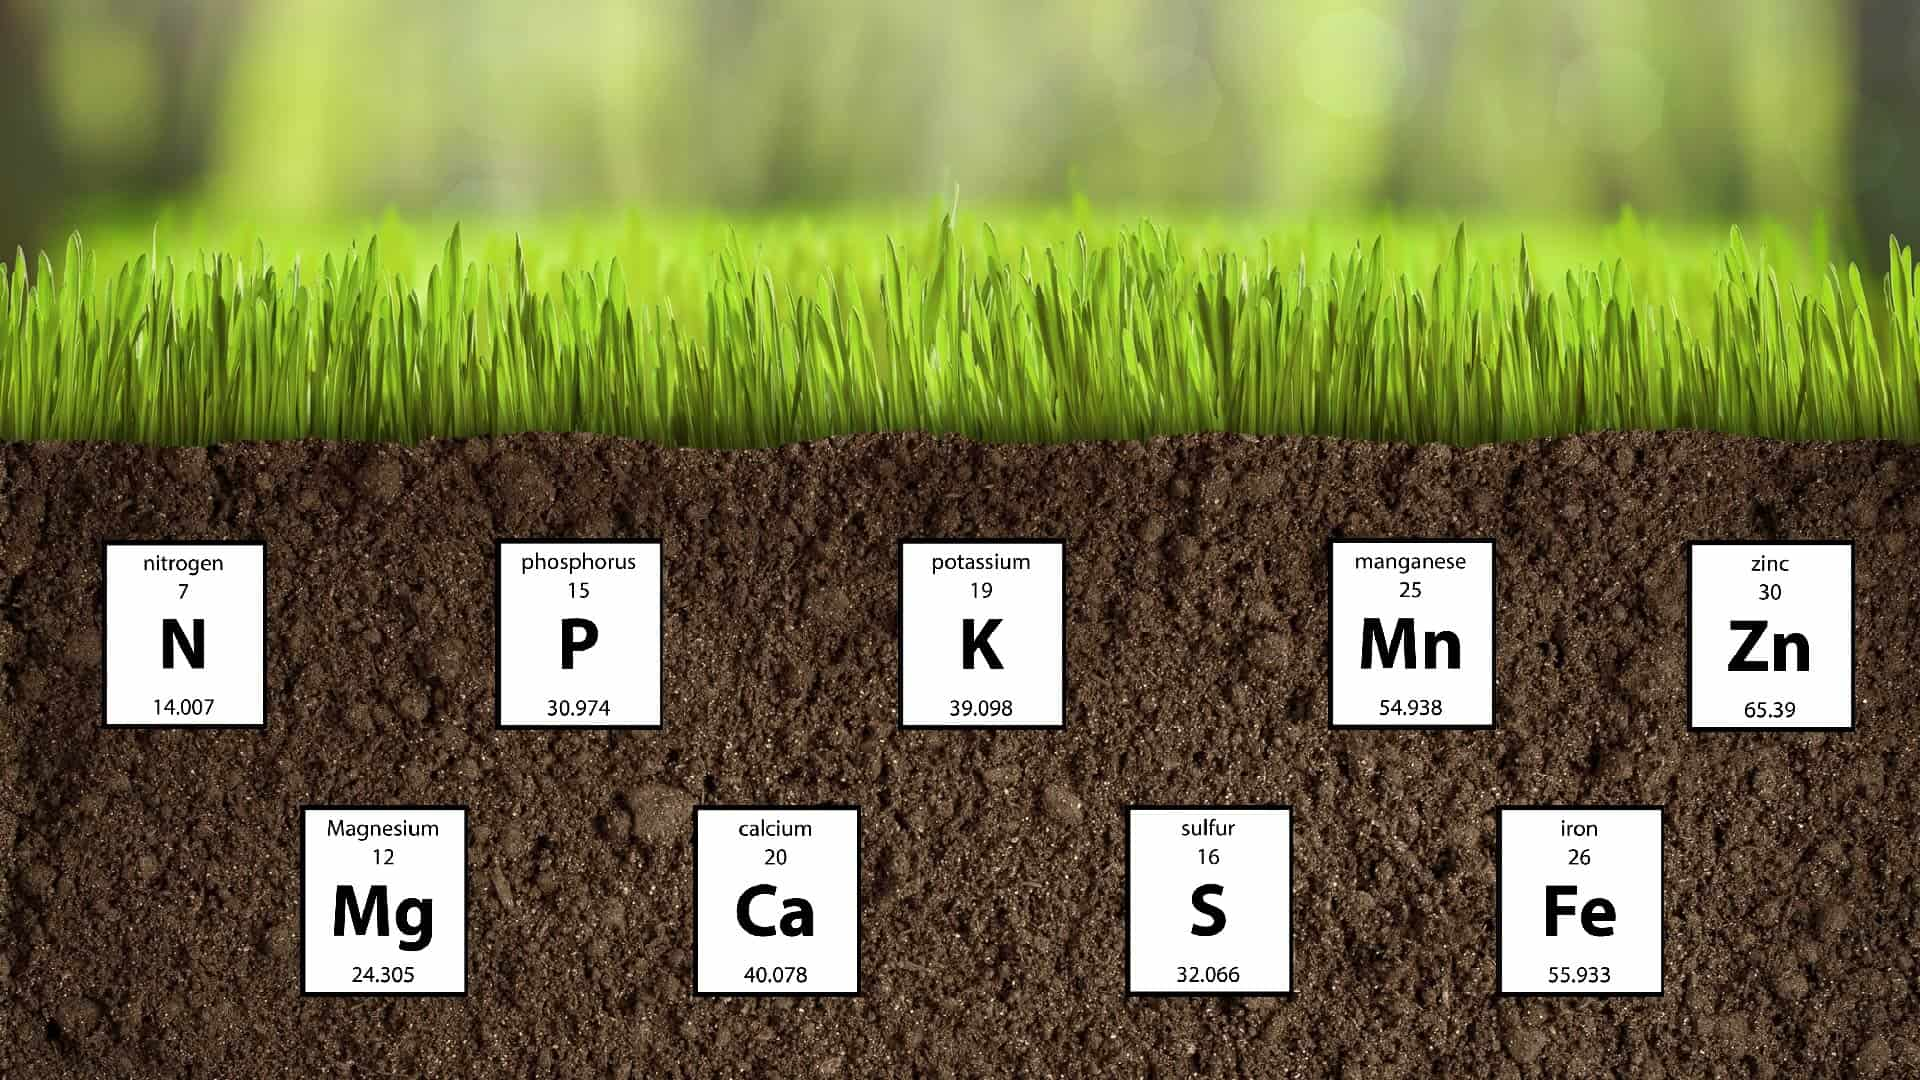 nitrogen
7
N
14.007
phosphorus
15
P
30.974
potassium
19
K
39.098
manganese
25
Mn
54.938
zinc
30
Zn
65.39
Magnesium
12
Mg
24.305
calcium
20
Ca
40.078
sulfur
16
S
32.066
iron
26
Fe
55.933